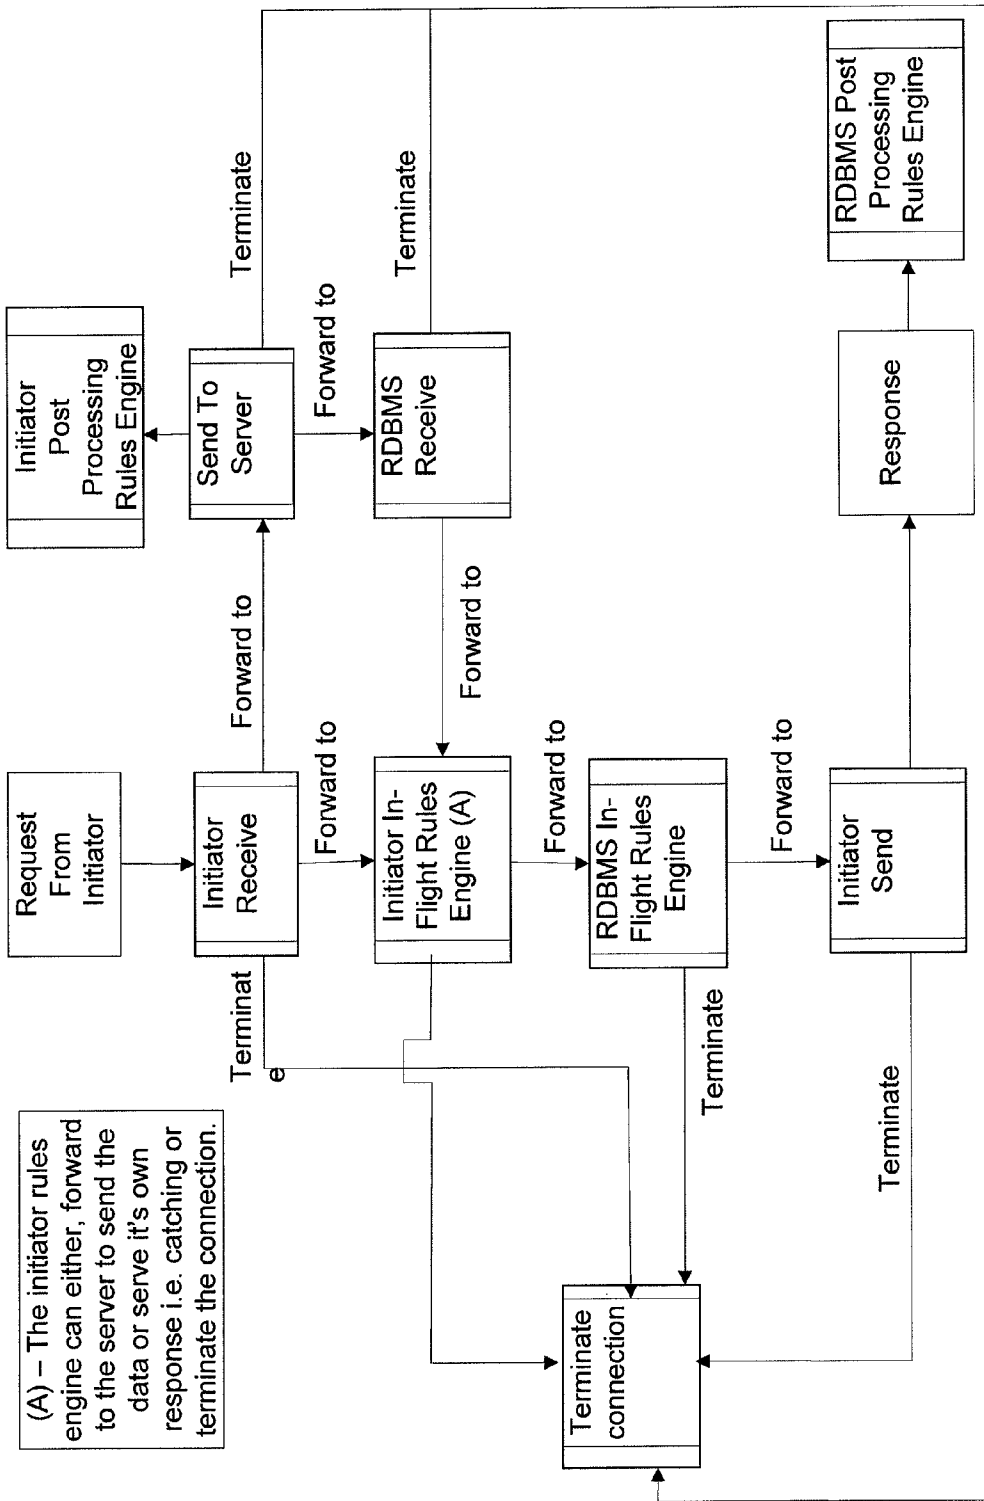 (A) – The initiator rules
engine can either, forward
to the server to send the
data or serve it's own
response i.e. catching or
terminate the connection.
Request
From
Initiator
Initiator
Post
Processing
Rules Engine
Terminat
e
Initiator
Receive
Forward to
Send To
Server
Terminate
Forward to
Forward to
Initiator In-
Flight Rules
Engine (A)
Forward to
RDBMS
Receive
Terminate
Forward to
Terminate
connection
Terminate
RDBMS In-
Flight Rules
Engine
Forward to
Terminate
Initiator
Send
Response
RDBMS Post
Processing
Rules Engine